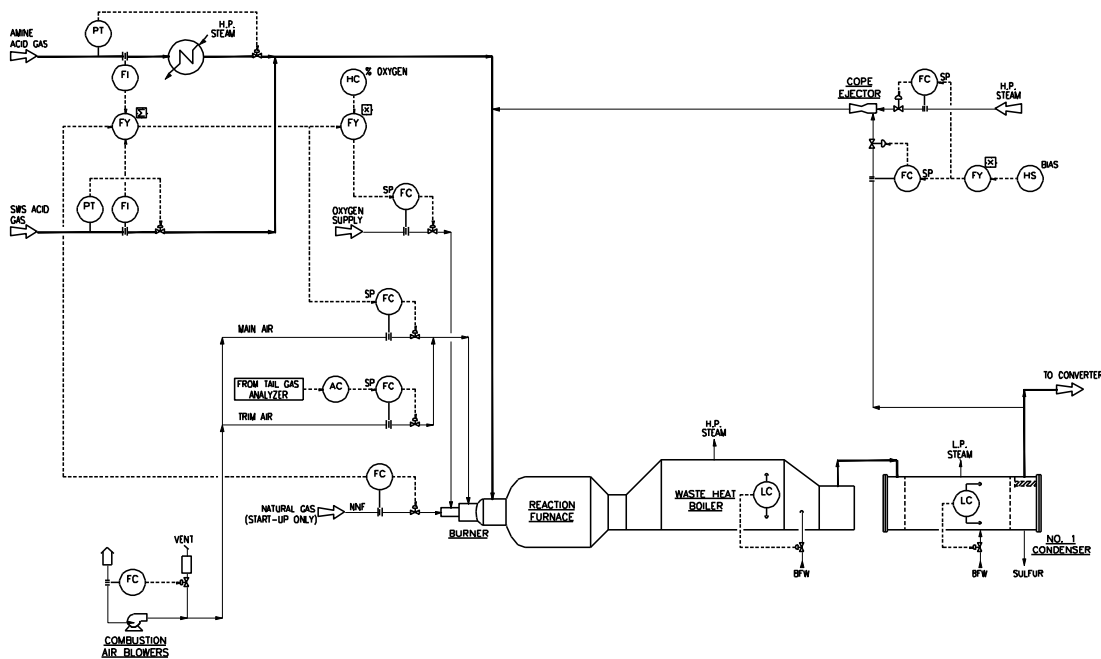 AMINE
ACID GAS
PT
FI
H.P.
STEAM
HC
% OXYGEN
FY
Σ
FY
X
SWS ACID
GAS
PT
FI
SP
FC
OXYGEN
SUPPLY
COPE
EJECTOR
FC
SP
H.P.
STEAM
FC
SP
FY
X
HS
BIAS
SP
FC
MAIN AIR
FROM TAIL GAS
ANALYZER
AC
SP
FC
TRIM AIR
TO CONVERTER
FC
NATURAL GAS
(START-UP ONLY)
NNF
BURNER
REACTION
FURNACE
H.P.
STEAM
WASTE HEAT
BOILER
LC
BFW
L.P.
STEAM
LC
NO. 1
CONDENSER
BFW
SULFUR
VENT
FC
COMBUSTION
AIR BLOWERS